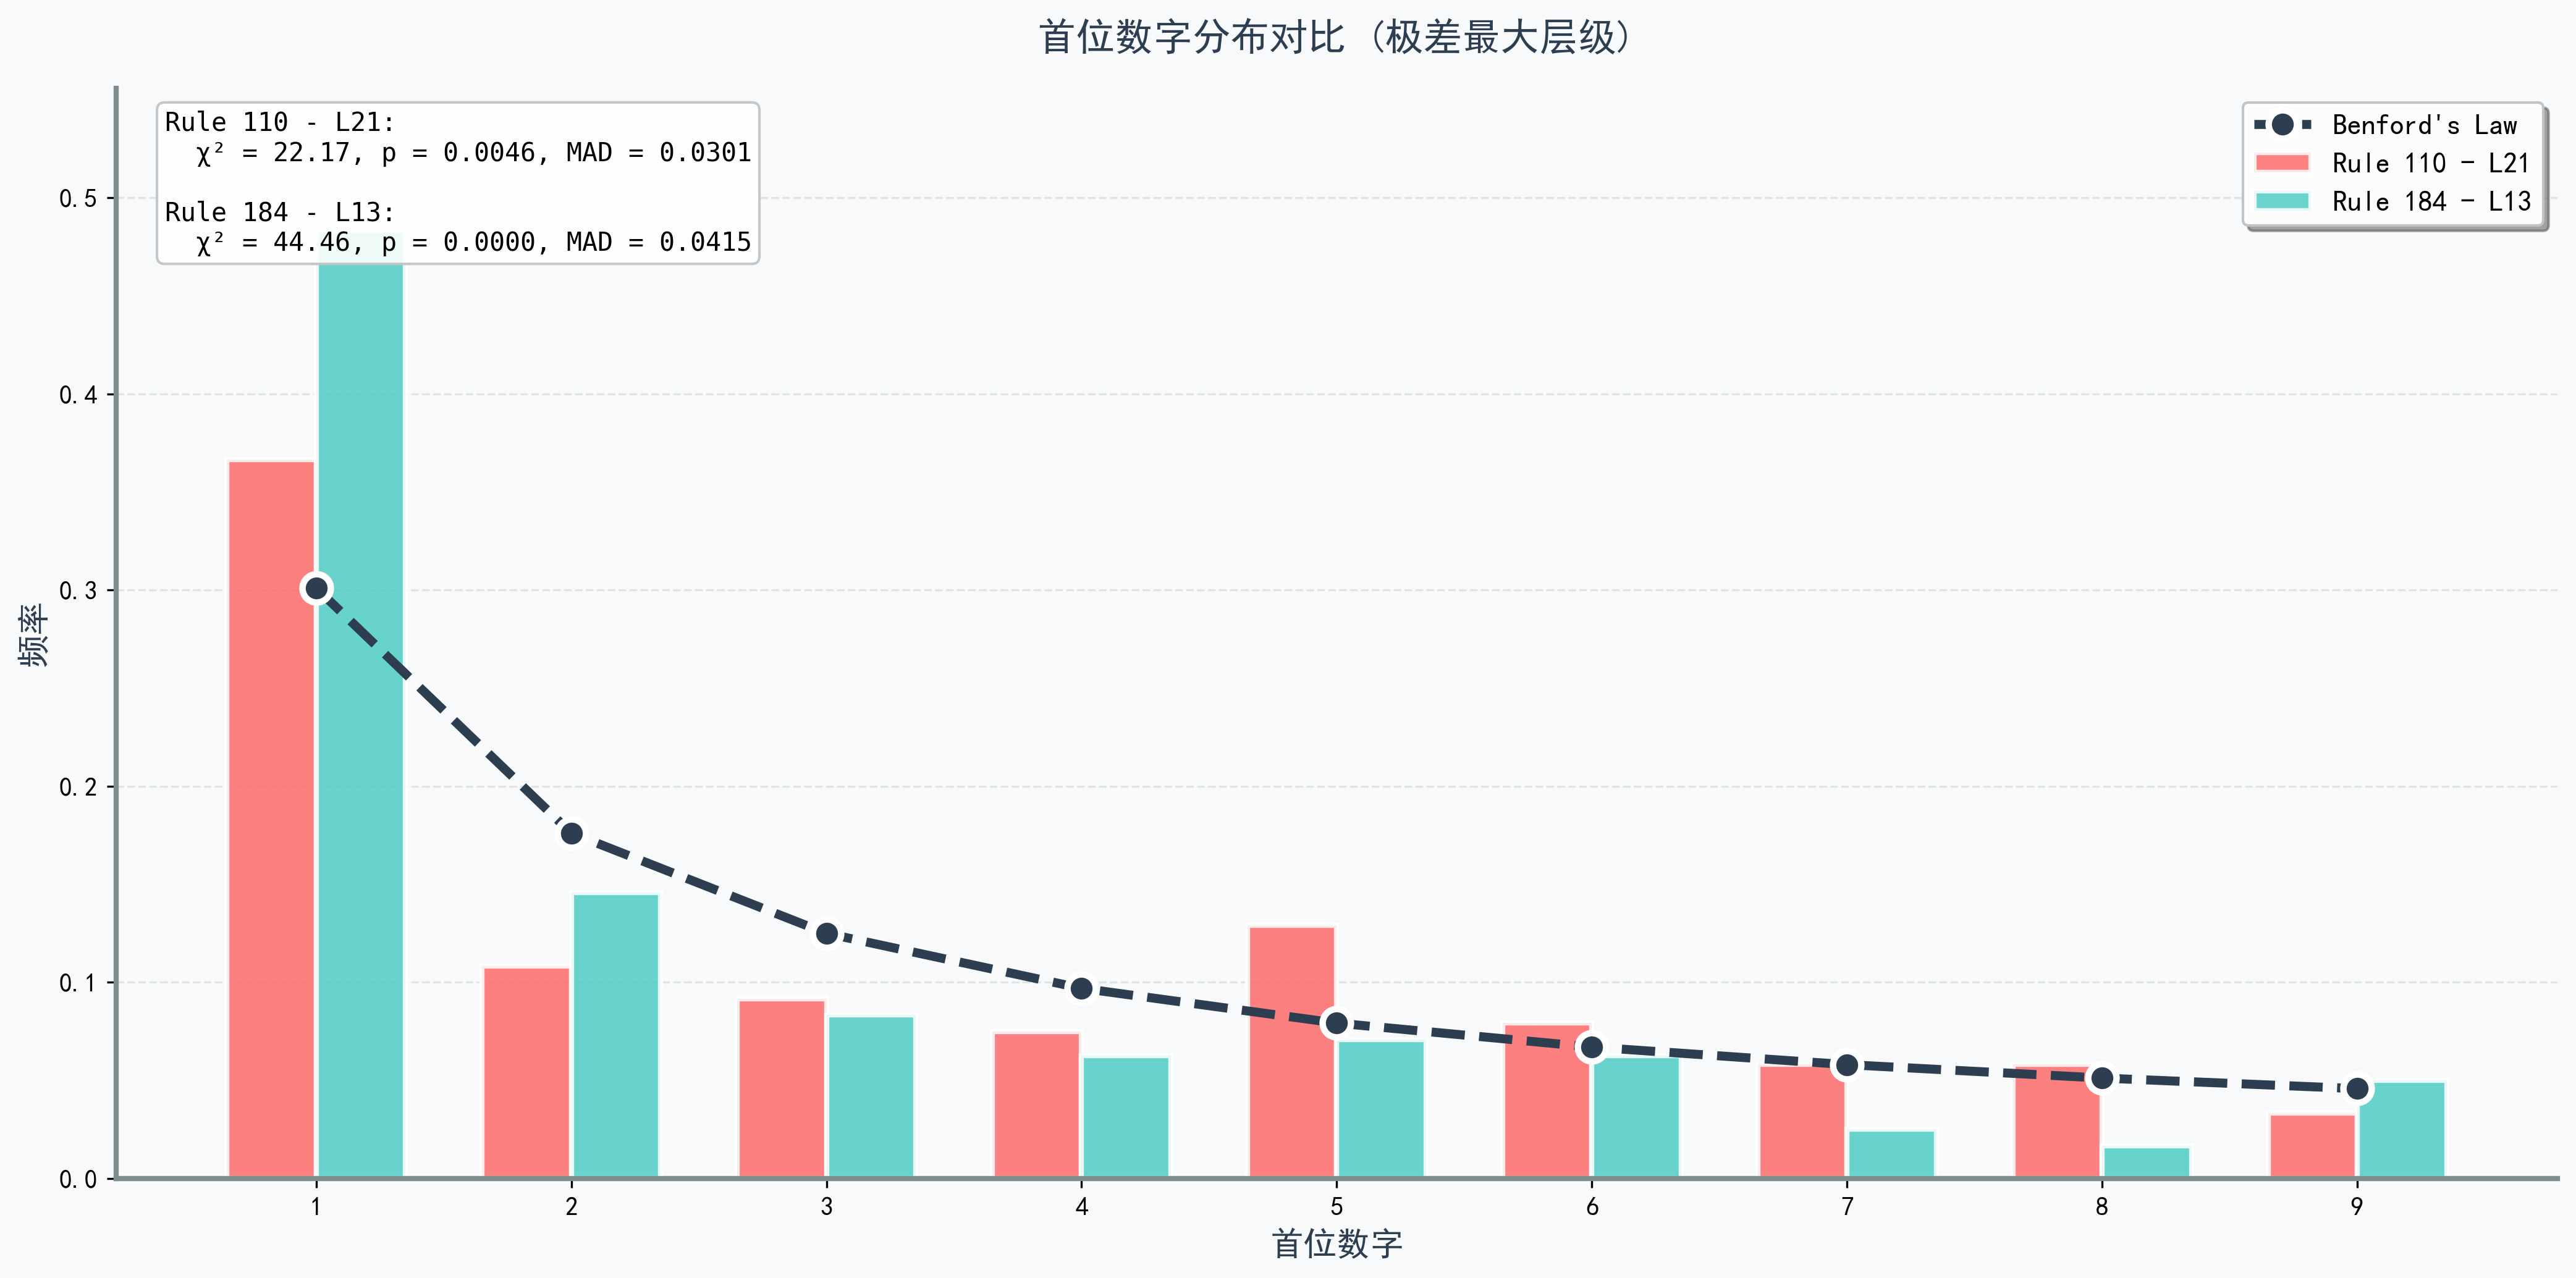 首位数字分布对比 (极差最大层级)
Rule 110 - L21:
χ² = 22.17, p = 0.0046, MAD = 0.0301
Rule 184 - L13:
χ² = 44.46, p = 0.0000, MAD = 0.0415
Benford's Law
Rule 110 - L21
Rule 184 - L13
频率
0.5
0.4
0.3
0.2
0.1
0.0
1 2 3 4 5 6 7 8 9
首位数字